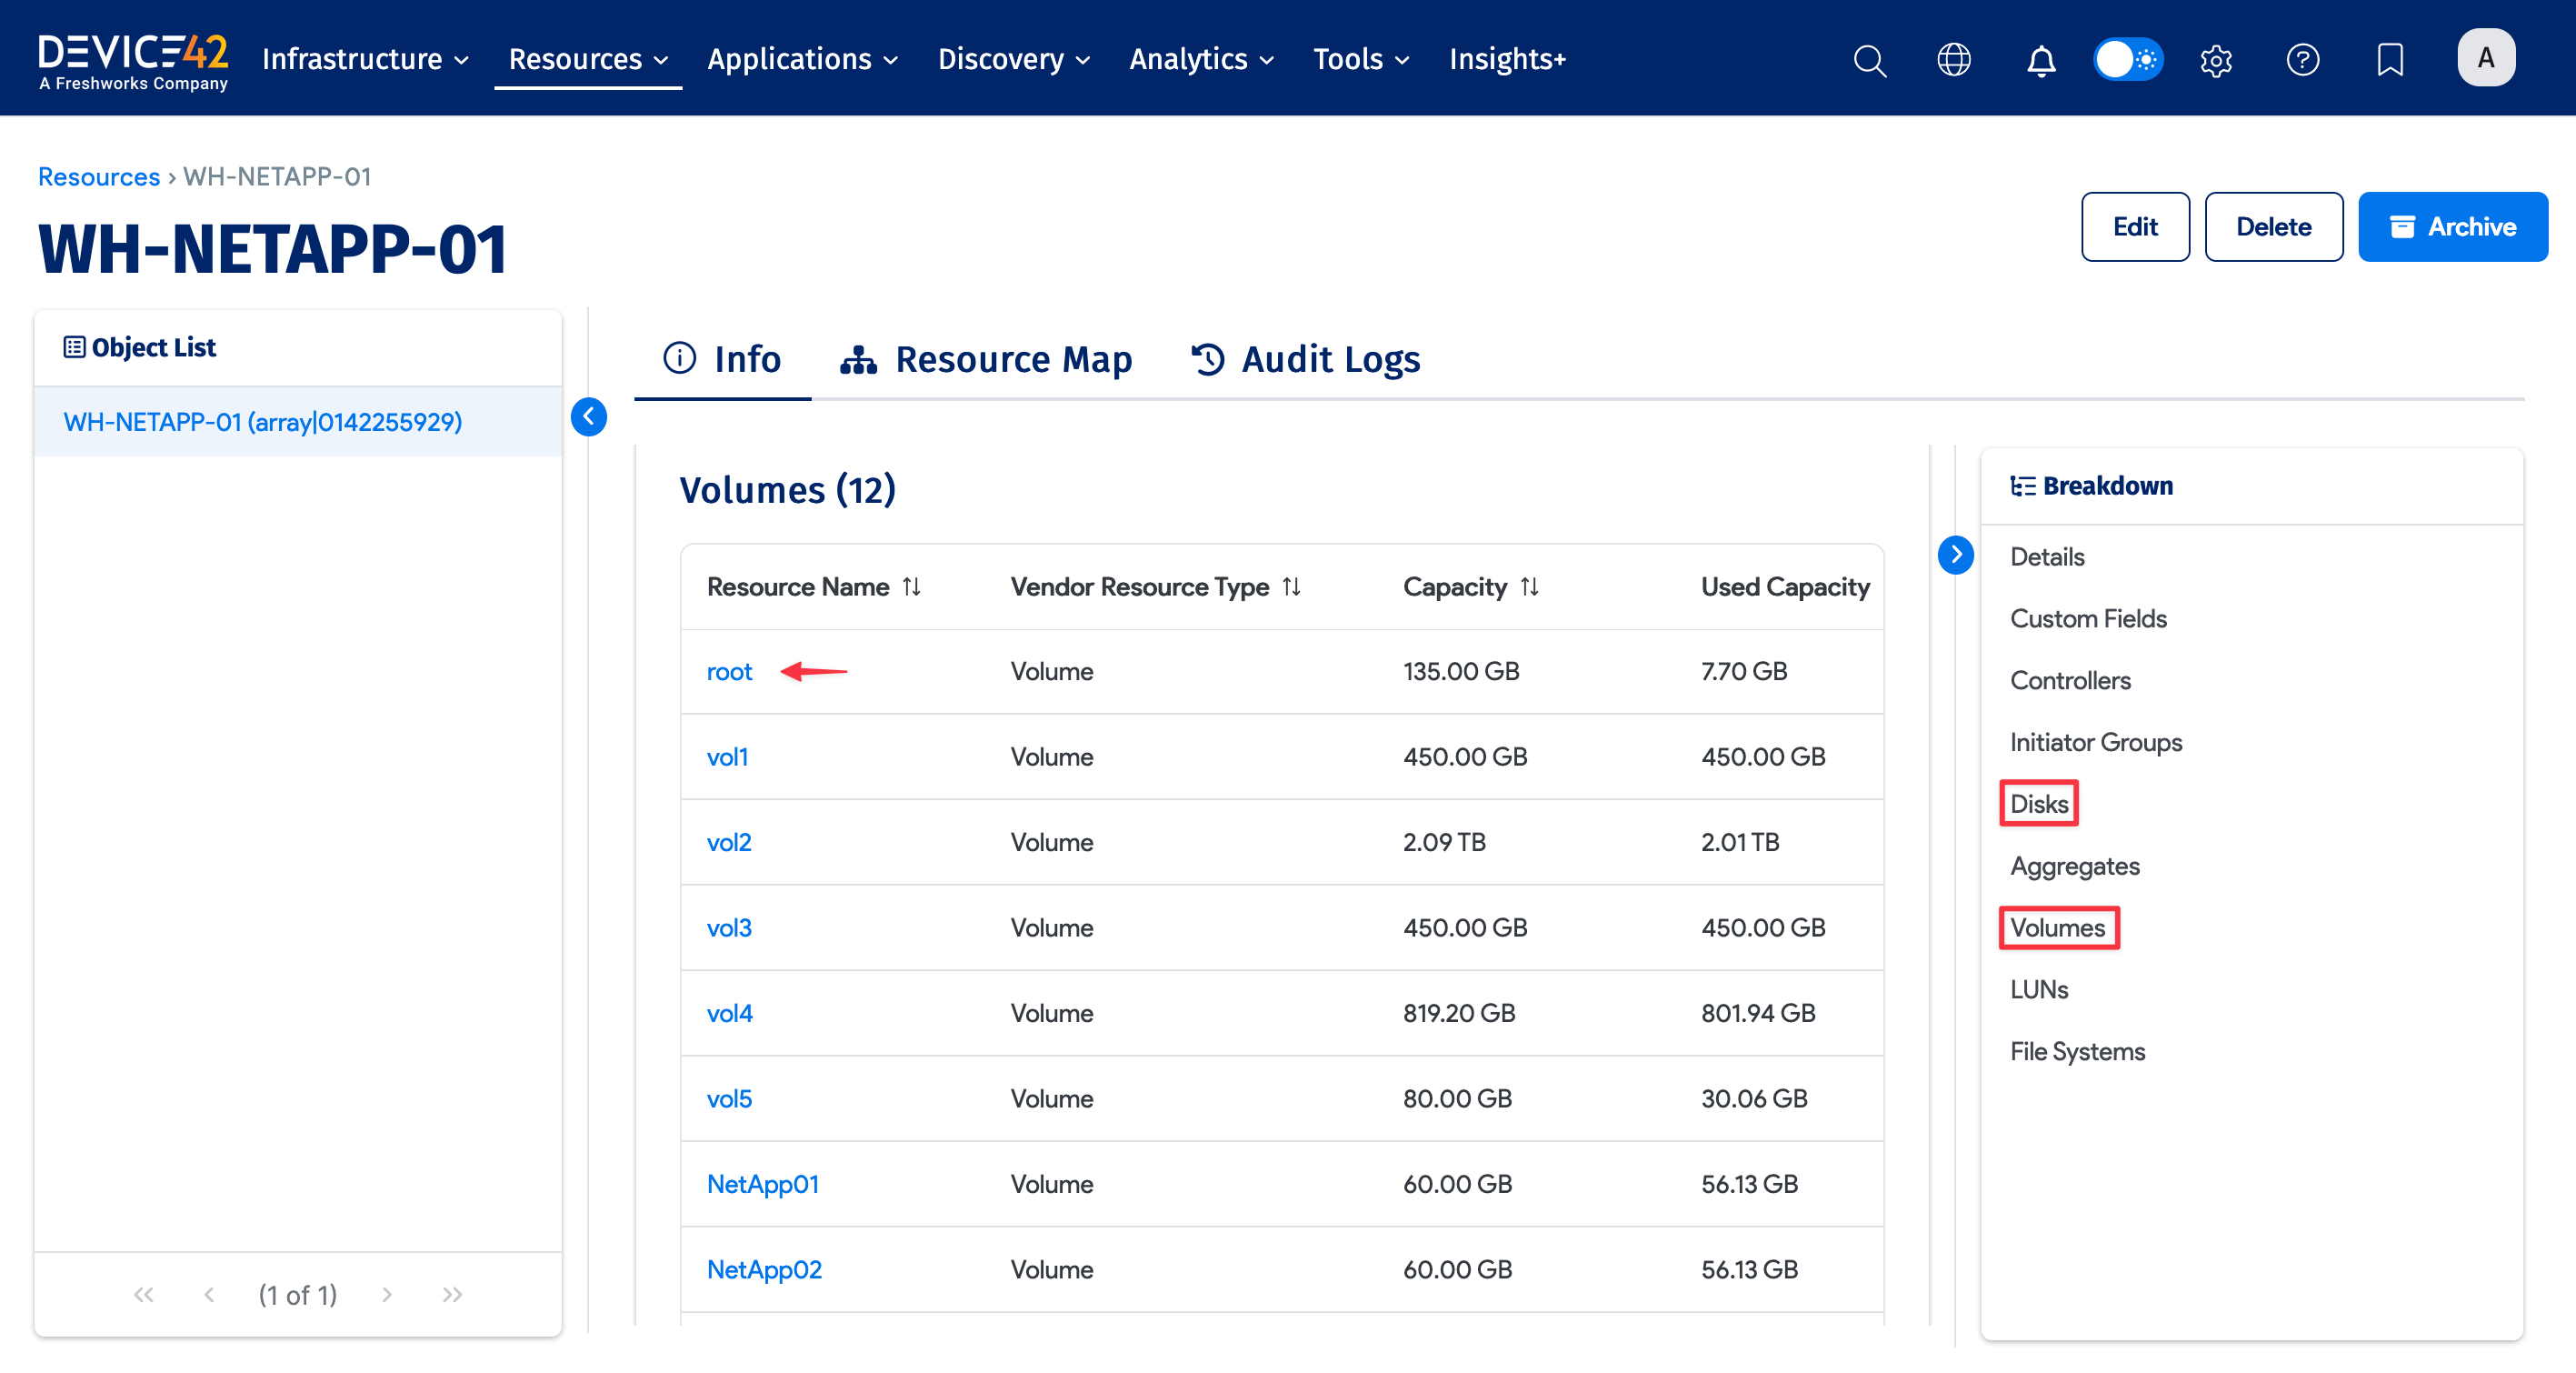 DEVICE42
A Freshworks Company
Infrastructure Resources Applications Discovery Analytics Tools Insights+
A
Resources › WH-NETAPP-01
WH-NETAPP-01
Edit Delete Archive
Object List
WH-NETAPP-01 (array|0142255929)
(1 of 1)
Info Resource Map Audit Logs
Volumes (12)
Resource Name Vendor Resource Type Capacity Used Capacity
root Volume 135.00 GB 7.70 GB
vol1 Volume 450.00 GB 450.00 GB
vol2 Volume 2.09 TB 2.01 TB
vol3 Volume 450.00 GB 450.00 GB
vol4 Volume 819.20 GB 801.94 GB
vol5 Volume 80.00 GB 30.06 GB
NetApp01 Volume 60.00 GB 56.13 GB
NetApp02 Volume 60.00 GB 56.13 GB
Breakdown
Details
Custom Fields
Controllers
Initiator Groups
Disks
Aggregates
Volumes
LUNs
File Systems